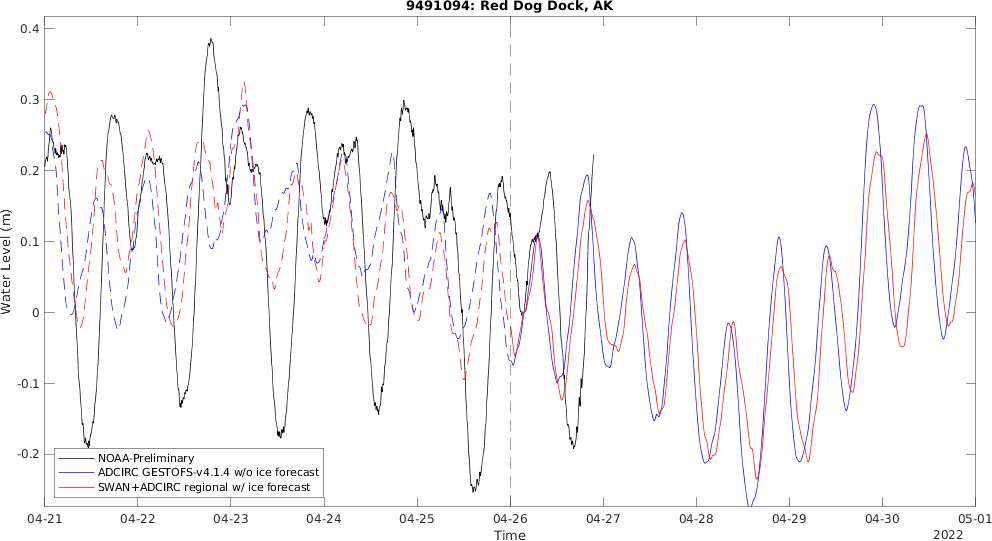 9491094: Red Dog Dock, AK
0.4
0.3
0.2
0.1
0
-0.1
-0.2
Water Level (m)
NOAA-Preliminary
ADCIRC GESTOFS-v4.1.4 w/o ice forecast
SWAN+ADCIRC regional w/ ice forecast
04-21 04-22 04-23 04-24 04-25 04-26 04-27 04-28 04-29 04-30 05-01
Time
2022